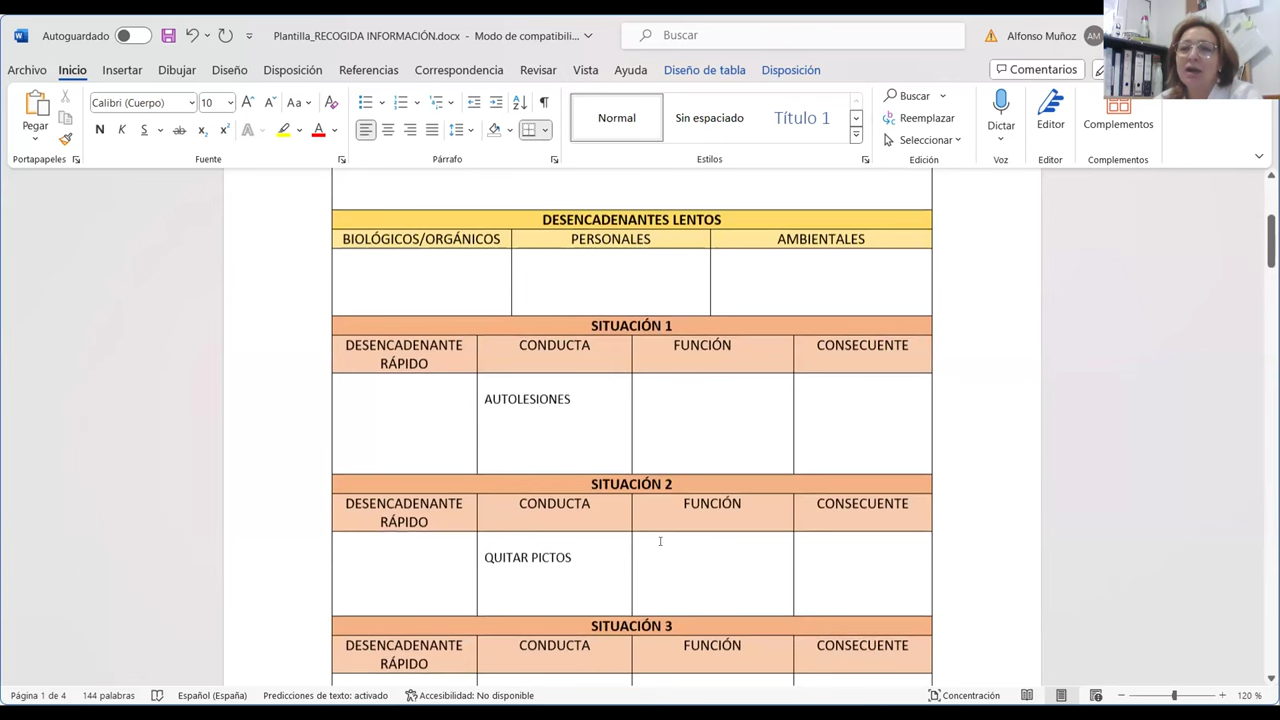 Autoguardado
Plantilla_RECOGIDA INFORMACIÓN.docx - Modo de compatibili...
Buscar
Alfonso Muñoz AM
Archivo Inicio Insertar Dibujar Diseño Disposición Referencias Correspondencia Revisar Vista Ayuda Diseño de tabla Disposición
Comentarios
Pegar
Calibri (Cuerpo) 10
Normal
Sin espaciado
Título 1
Buscar
Reemplazar
Seleccionar
Dictar
Editor
Complementos
Portapapeles Fuente Párrafo Estilos Edición Voz Editor Complementos
DESENCADENANTES LENTOS
BIOLÓGICOS/ORGÁNICOS PERSONALES AMBIENTALES
SITUACIÓN 1
DESENCADENANTE RÁPIDO CONDUCTA FUNCIÓN CONSECUENTE
AUTOLESIONES
SITUACIÓN 2
DESENCADENANTE RÁPIDO CONDUCTA FUNCIÓN CONSECUENTE
QUITAR PICTOS
SITUACIÓN 3
DESENCADENANTE RÁPIDO CONDUCTA FUNCIÓN CONSECUENTE
Página 1 de 4 144 palabras Español (España) Predicciones de texto: activado Accesibilidad: No disponible Concentración 120 %